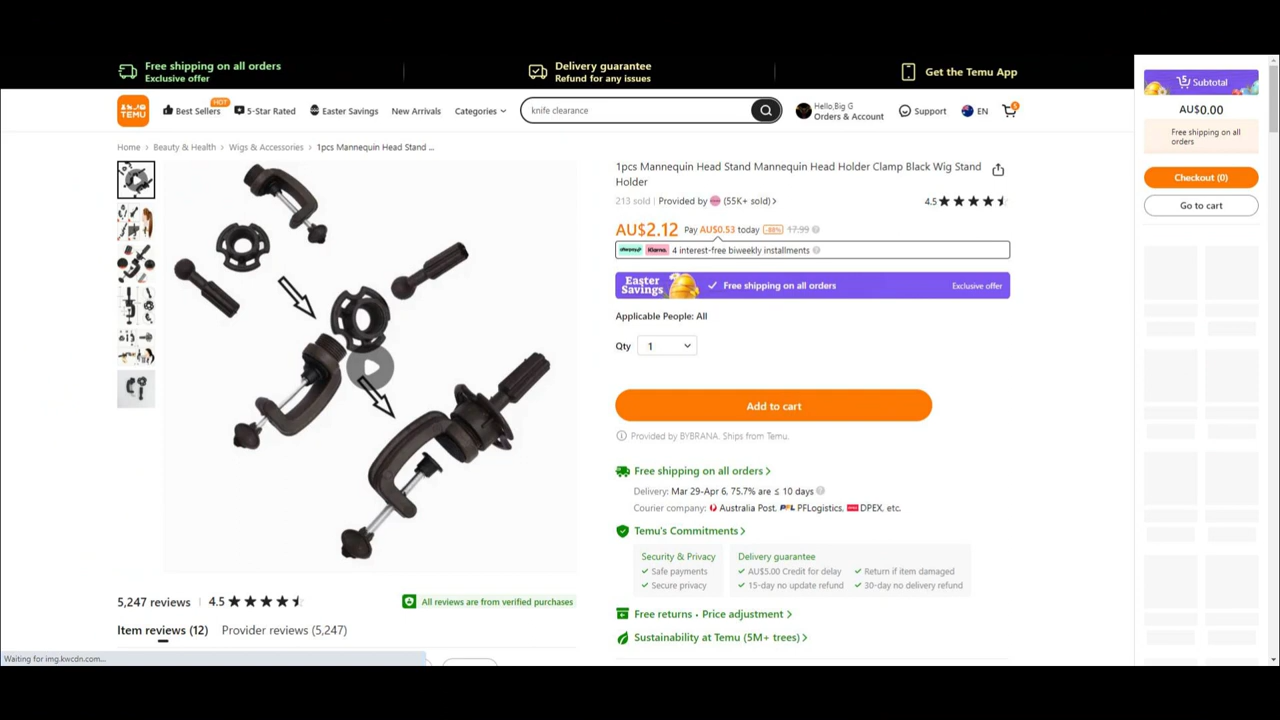 Free shipping on all orders
Exclusive offer
Delivery guarantee
Refund for any issues
Get the Temu App
TEMU
Best Sellers
HOT
5-Star Rated
Easter Savings
New Arrivals
Categories
knife clearance
Hello,Big G
Orders & Account
Support
EN
Home
Beauty & Health
Wigs & Accessories
1pcs Mannequin Head Stand ...
1pcs Mannequin Head Stand Mannequin Head Holder Clamp Black Wig Stand
Holder
213 sold | Provided by (55K+ sold)
4.5
AU$2.12 Pay AU$0.53 today -88% 17.99
afterpay Klarna. 4 interest-free biweekly installments
Easter
Savings
Free shipping on all orders
Exclusive offer
Applicable People: All
Qty 1
Add to cart
Provided by BYBRANA. Ships from Temu.
Free shipping on all orders
Delivery: Mar 29-Apr 6, 75.7% are ≤ 10 days
Courier company: Australia Post, PFLogistics, DPEX, etc.
Temu's Commitments
Security & Privacy
Safe payments
Secure privacy
Delivery guarantee
AU$5.00 Credit for delay
Return if item damaged
15-day no update refund
30-day no delivery refund
Free returns • Price adjustment
Sustainability at Temu (5M+ trees)
5,247 reviews | 4.5
All reviews are from verified purchases
Item reviews (12)
Provider reviews (5,247)
Waiting for img.kwcdn.com...
Subtotal
AU$0.00
Free shipping on all
orders
Checkout (0)
Go to cart